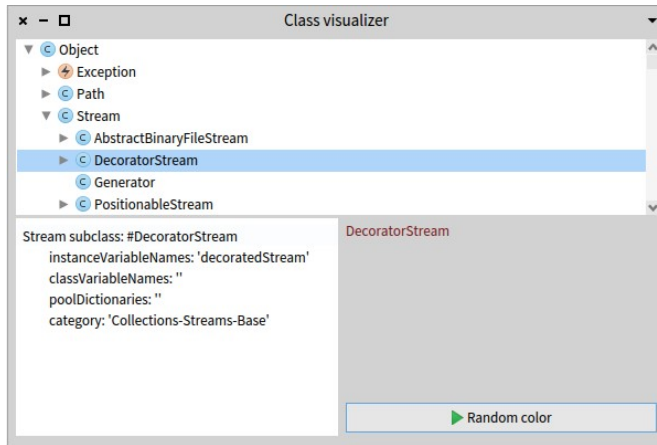 Class visualizer
Object
Exception
Path
Stream
AbstractBinaryFileStream
DecoratorStream
Generator
PositionableStream
Stream subclass: #DecoratorStream
instanceVariableNames: 'decoratedStream'
classVariableNames: ''
poolDictionaries: ''
category: 'Collections-Streams-Base'
DecoratorStream
Random color